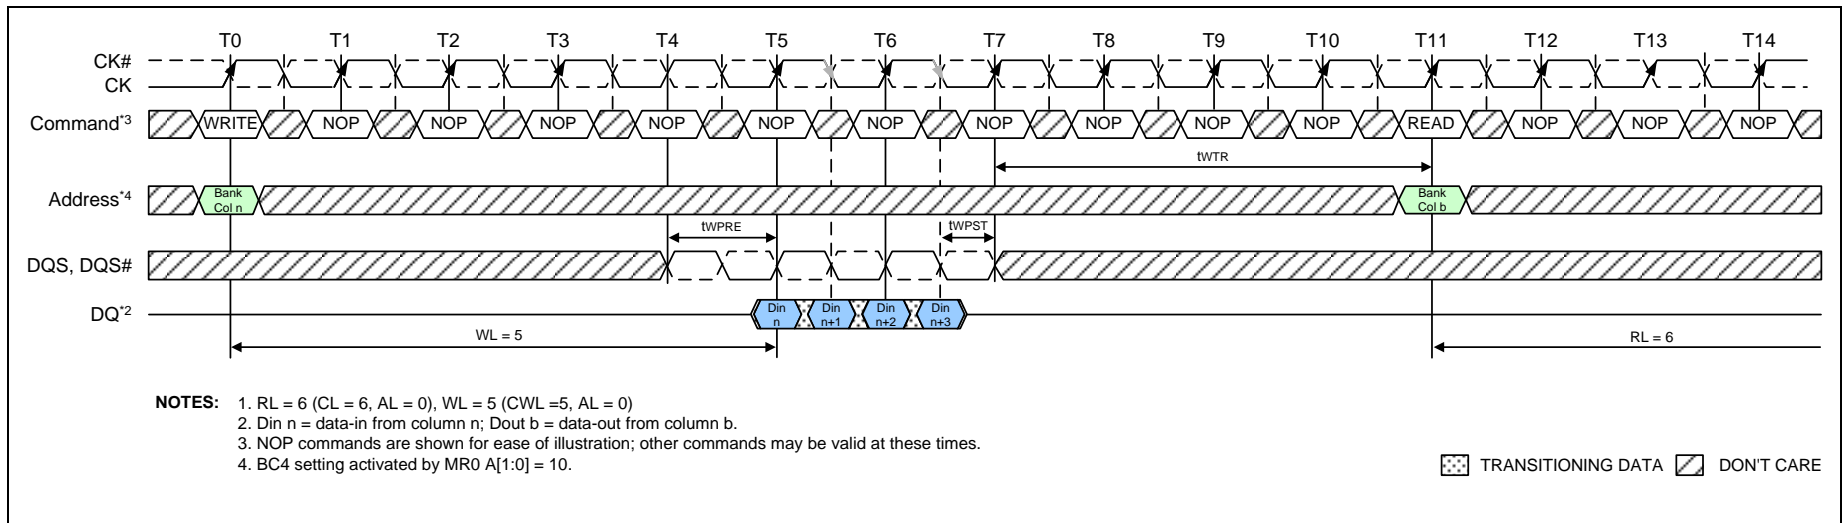 T0 T1 T2 T3 T4 T5 T6 T7 T8 T9 T10 T11 T12 T13 T14
CK#
CK
Command*3 WRITE NOP NOP NOP NOP NOP NOP NOP NOP NOP NOP READ NOP NOP NOP
tWTR
Address*4 Bank Col n Bank Col b
tWPRE tWPST
DQS, DQS#
DQ*2 Din n Din n+1 Din n+2 Din n+3
WL = 5 RL = 6
NOTES: 1. RL = 6 (CL = 6, AL = 0), WL = 5 (CWL =5, AL = 0)
2. Din n = data-in from column n; Dout b = data-out from column b.
3. NOP commands are shown for ease of illustration; other commands may be valid at these times.
4. BC4 setting activated by MR0 A[1:0] = 10.
TRANSITIONING DATA DON'T CARE